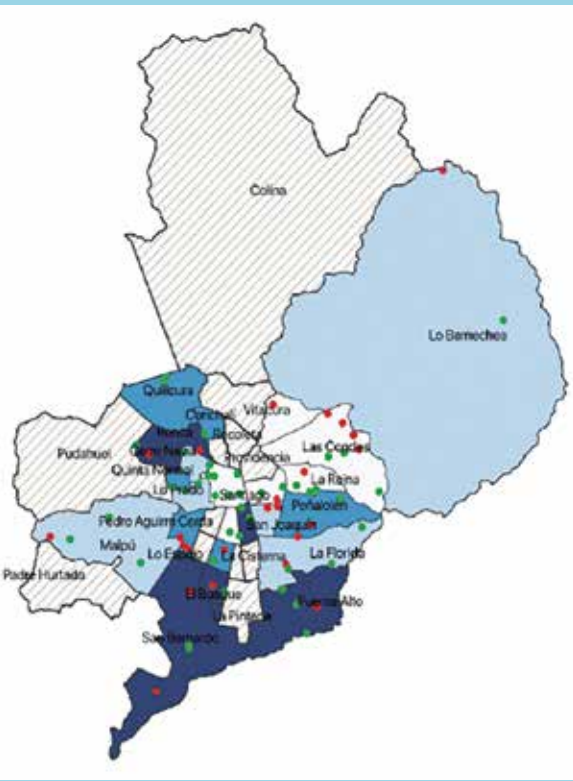 Colina
Lo Barnechea
Quilicura
Conchalí
Vitacura
Renca
Recoleta
Las Condes
Cerro Navia
Pudahuel
Providencia
Quinta Normal
La Reina
Lo Prado
Santiago
Peñalolén
Pedro Aguirre Cerda
San Joaquín
Maipú
Lo Espejo
La Cisterna
La Florida
Padre Hurtado
El Bosque
Puente Alto
La Pintana
San Bernardo